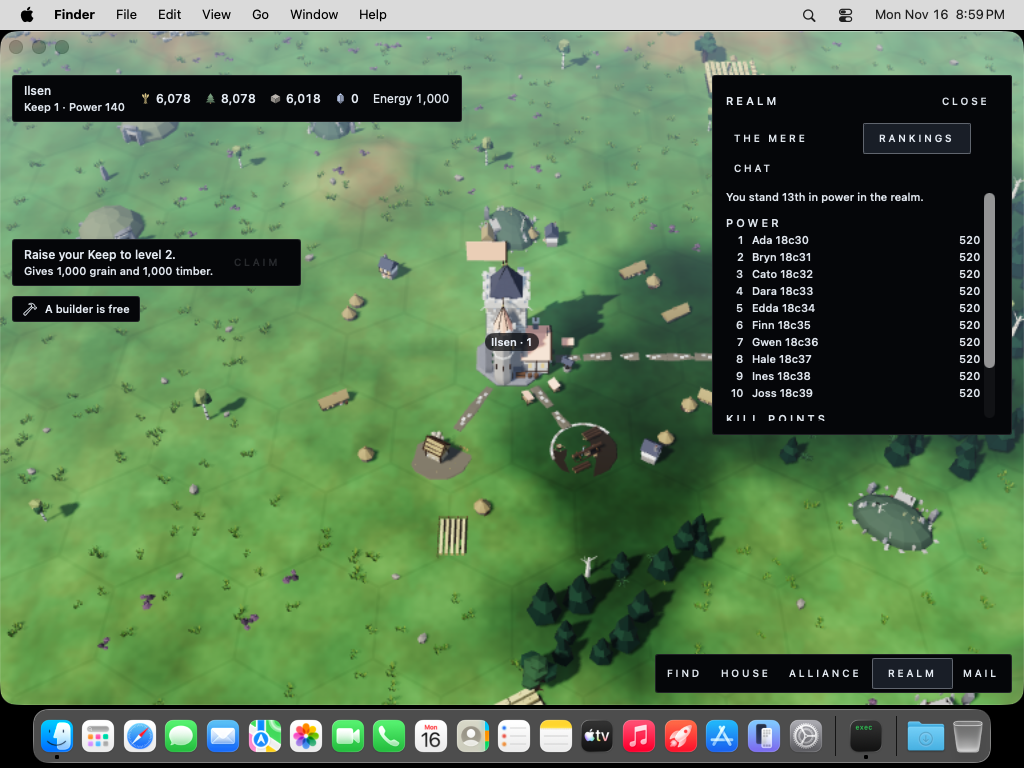 Finder File Edit View Go Window Help Mon Nov 16 8:59 PM
Ilsen
Keep 1 · Power 140
6,078 8,078 6,018 0 Energy 1,000
REALM CLOSE
THE MERE RANKINGS
CHAT
You stand 13th in power in the realm.
POWER
1 Ada 18c30 520
2 Bryn 18c31 520
3 Cato 18c32 520
4 Dara 18c33 520
5 Edda 18c34 520
6 Finn 18c35 520
7 Gwen 18c36 520
8 Hale 18c37 520
9 Ines 18c38 520
10 Joss 18c39 520
KILL POINTS
Raise your Keep to level 2.
Gives 1,000 grain and 1,000 timber.
CLAIM
A builder is free
Ilsen · 1
FIND HOUSE ALLIANCE REALM MAIL
Mon
16
tv
exec